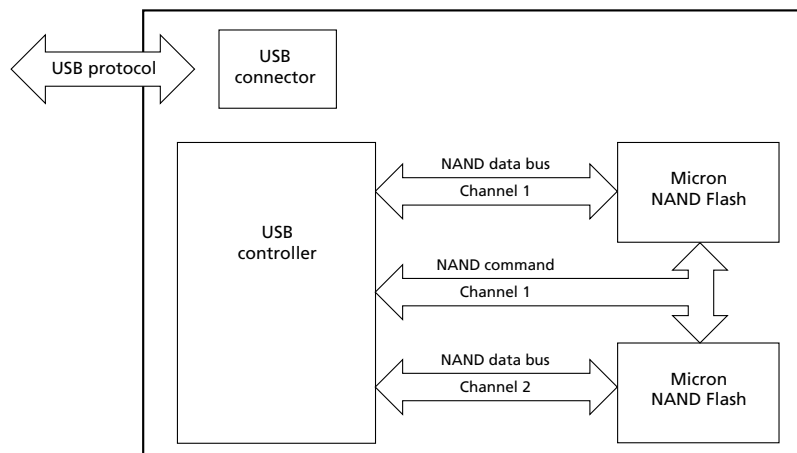 USB
connector
USB protocol
NAND data bus
Channel 1
Micron
NAND Flash
USB
controller
NAND command
Channel 1
NAND data bus
Channel 2
Micron
NAND Flash